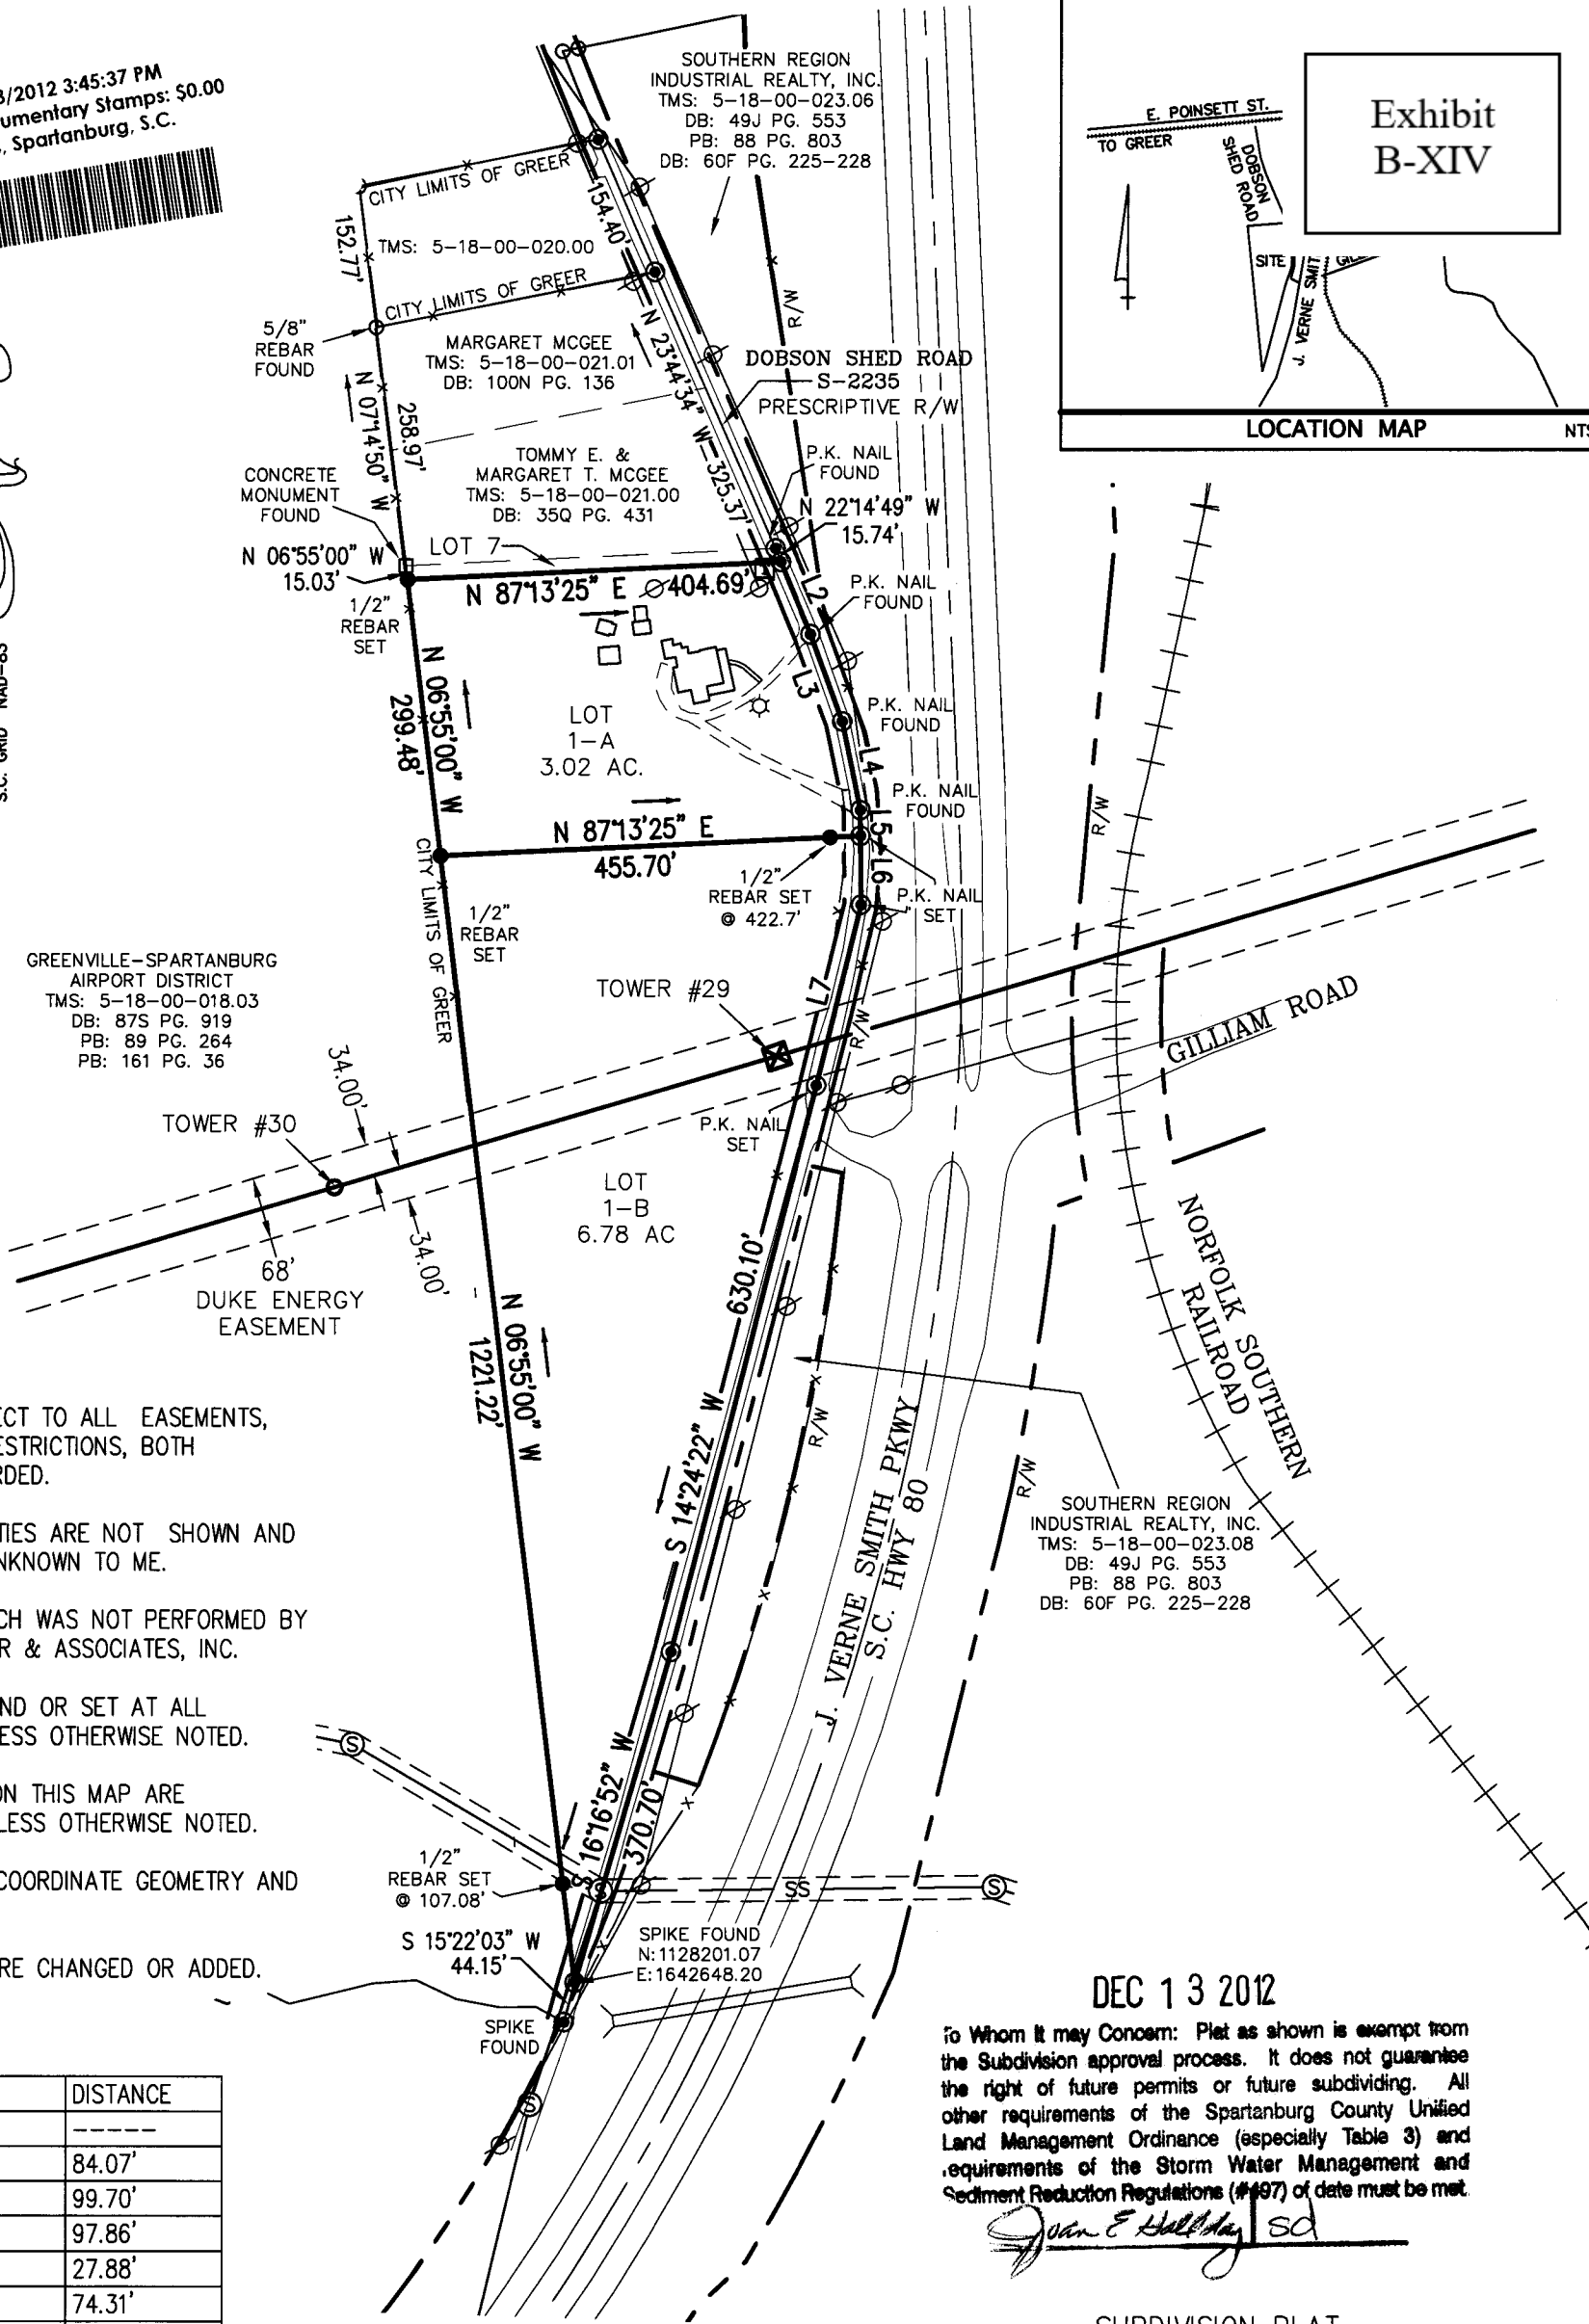 3/2012 3:45:37 PM
umentary Stamps: $0.00
, Spartanburg, S.C.
SOUTHERN REGION
INDUSTRIAL REALTY, INC.
TMS: 5-18-00-023.06
DB: 49J PG. 553
PB: 88 PG. 803
DB: 60F PG. 225-228
Exhibit
B-XIV
E. POINSETT ST.
TO GREER
DOBSON
SHED ROAD
SITE
J. VERNE SMIT
LOCATION MAP
NTS
CITY LIMITS OF GREER
152.77'
TMS: 5-18-00-020.00
154.40'
CITY LIMITS OF GREER
R/W
5/8"
REBAR
FOUND
MARGARET MCGEE
TMS: 5-18-00-021.01
DB: 100N PG. 136
N 23°44'34" W
325.37'
DOBSON SHED ROAD
S-2235
PRESCRIPTIVE R/W
N 07°14'50" W
258.97'
CONCRETE
MONUMENT
FOUND
TOMMY E. &
MARGARET T. MCGEE
TMS: 5-18-00-021.00
DB: 35Q PG. 431
P.K. NAIL
FOUND
N 22°14'49" W
15.74'
N 06°55'00" W
15.03'
LOT 7
N 87°13'25" E
404.69'
L2
P.K. NAIL
FOUND
1/2"
REBAR
SET
S.C. GRID NAD-83
N 06°55'00" W
299.48'
LOT
1-A
3.02 AC.
L3
P.K. NAIL
FOUND
L4
P.K. NAIL
FOUND
L5
N 87°13'25" E
455.70'
L6
1/2"
REBAR SET
@ 422.7'
P.K. NAIL
SET
R/W
CITY LIMITS OF GREER
1/2"
REBAR
SET
GREENVILLE-SPARTANBURG
AIRPORT DISTRICT
TMS: 5-18-00-018.03
DB: 87S PG. 919
PB: 89 PG. 264
PB: 161 PG. 36
TOWER #29
L7
R/W
GILLIAM ROAD
34.00'
TOWER #30
P.K. NAIL
SET
LOT
1-B
6.78 AC
34.00'
68'
DUKE ENERGY
EASEMENT
630.10'
S 14°24'22" W
NORFOLK SOUTHERN
RAILROAD
N 06°55'00" W
1221.22'
R/W
J. VERNE SMITH PKWY
S.C. HWY 80
R/W
SOUTHERN REGION
INDUSTRIAL REALTY, INC.
TMS: 5-18-00-023.08
DB: 49J PG. 553
PB: 88 PG. 803
DB: 60F PG. 225-228
ECT TO ALL EASEMENTS,
ESTRICTIONS, BOTH
RDED.
TIES ARE NOT SHOWN AND
NKNOWN TO ME.
CH WAS NOT PERFORMED BY
R & ASSOCIATES, INC.
ND OR SET AT ALL
ESS OTHERWISE NOTED.
ON THIS MAP ARE
LESS OTHERWISE NOTED.
COORDINATE GEOMETRY AND
RE CHANGED OR ADDED.
S
S 16°16'52" W
370.70'
1/2"
REBAR SET
@ 107.08'
S
SS
S
S 15°22'03" W
44.15'
SPIKE FOUND
N:1128201.07
E:1642648.20
SPIKE
FOUND
S
DISTANCE
-----
84.07'
99.70'
97.86'
27.88'
74.31'
DEC 13 2012
To Whom it may Concern: Plat as shown is exempt from
the Subdivision approval process. It does not guarantee
the right of future permits or future subdividing. All
other requirements of the Spartanburg County Unified
Land Management Ordinance (especially Table 3) and
requirements of the Storm Water Management and
Sediment Reduction Regulations (#497) of date must be met.
Joan E Holliday SD
SUBDIVISION PLAT